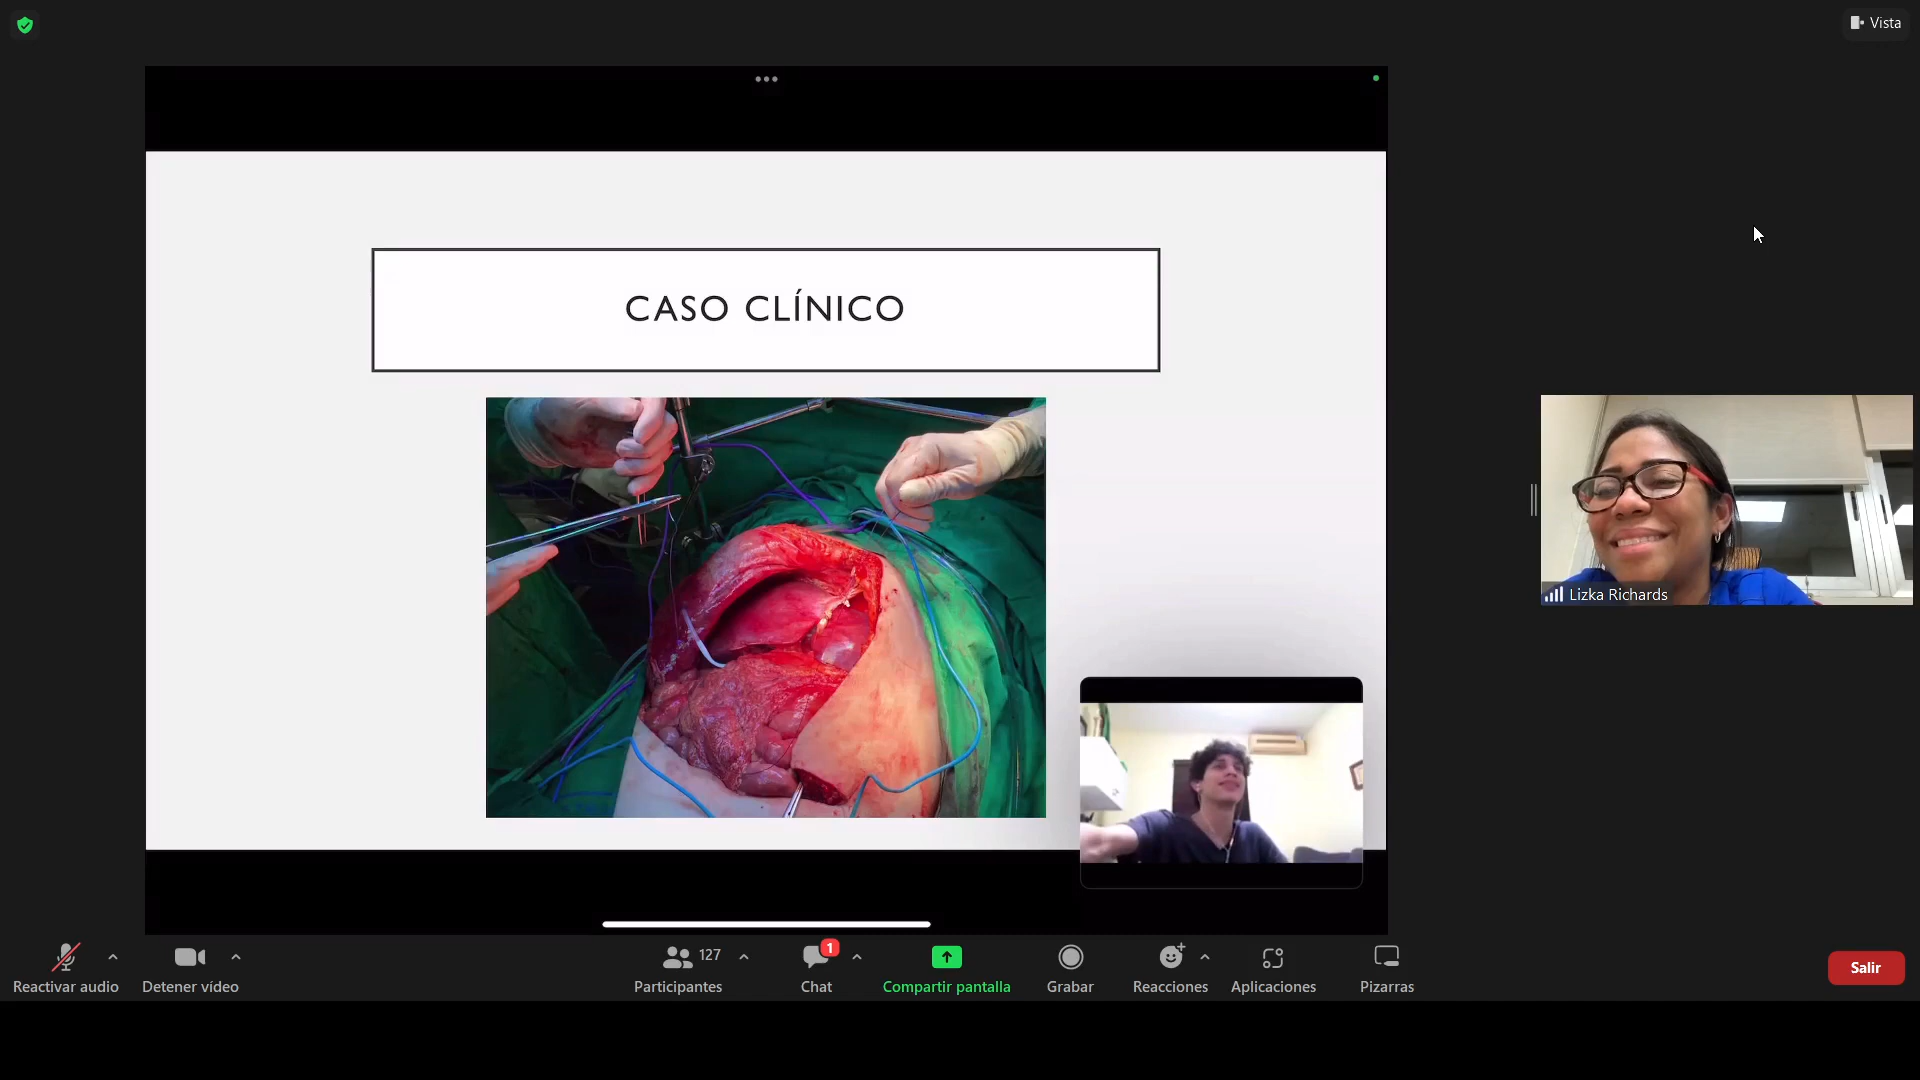 Vista
CASO CLÍNICO
Lizka Richards
127
1
Reactivar audio
Detener vídeo
Participantes
Chat
Compartir pantalla
Grabar
Reacciones
Aplicaciones
Pizarras
Salir